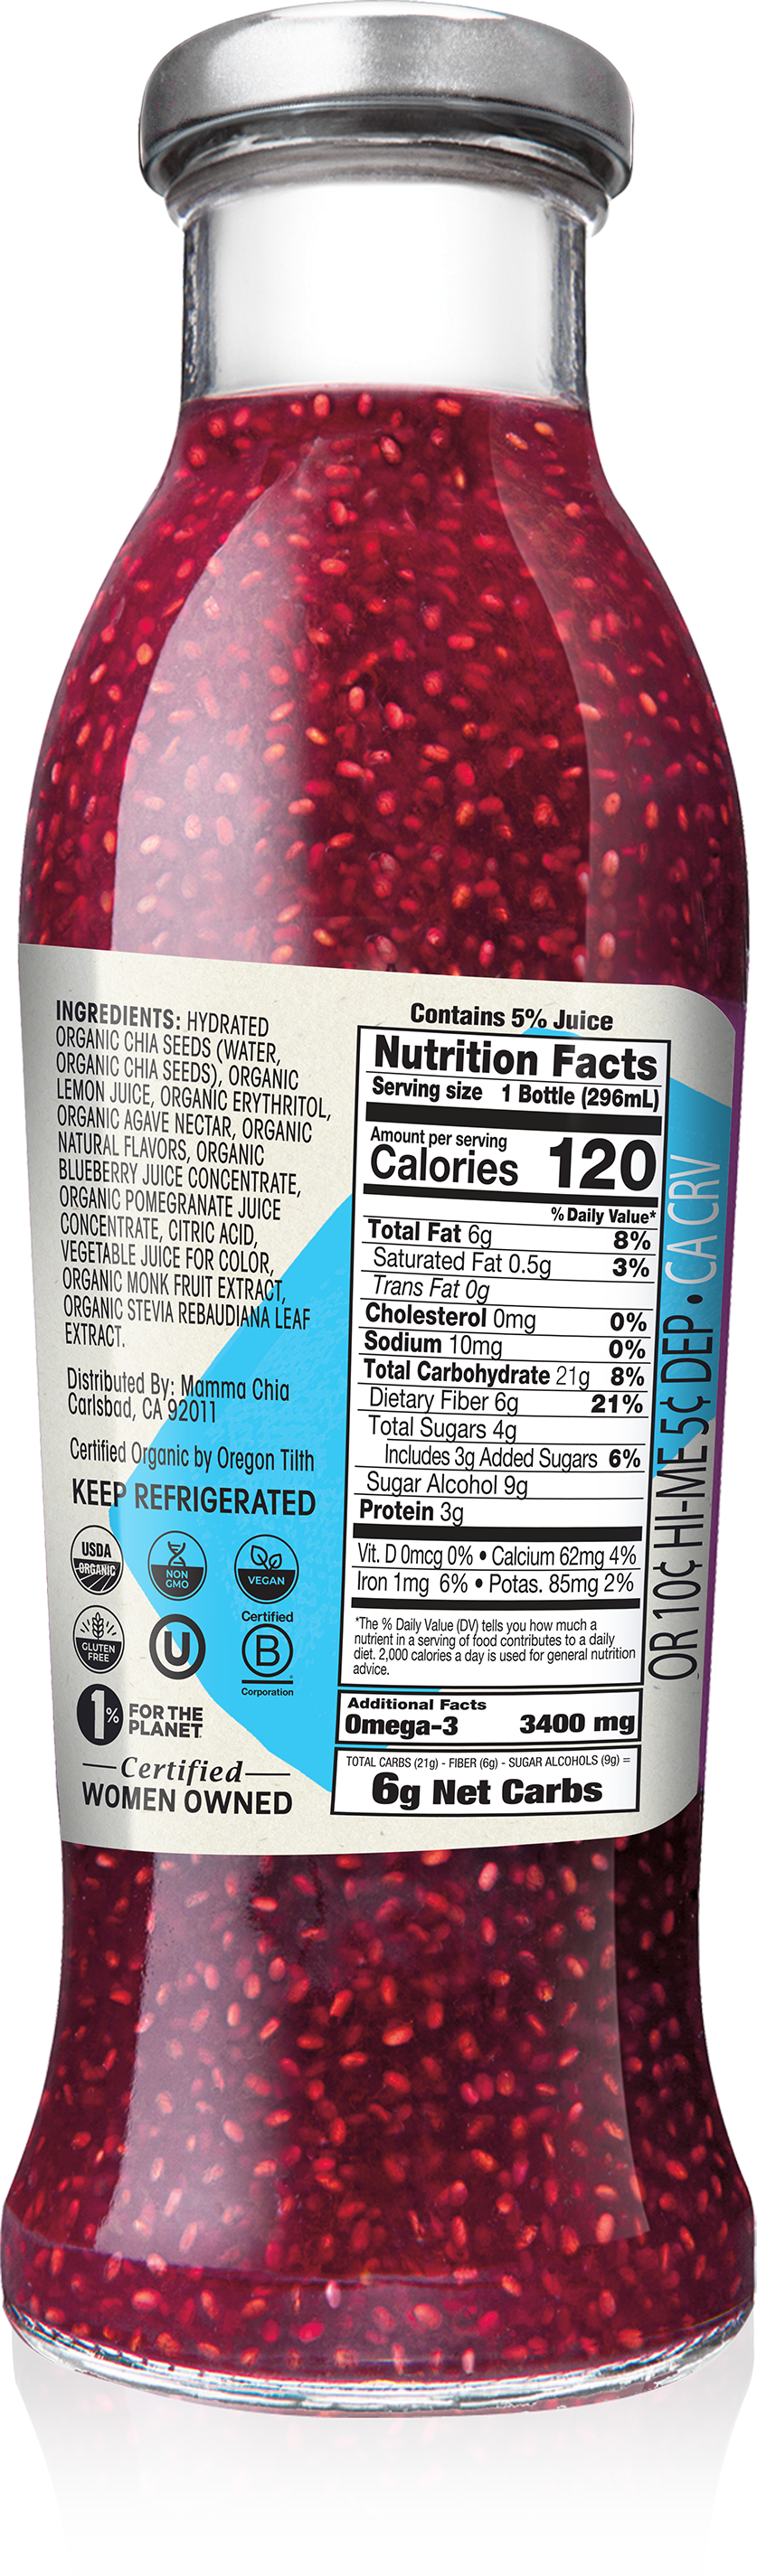 INGREDIENTS: HYDRATED
ORGANIC CHIA SEEDS (WATER,
ORGANIC CHIA SEEDS), ORGANIC
LEMON JUICE, ORGANIC ERYTHRITOL,
ORGANIC AGAVE NECTAR, ORGANIC
NATURAL FLAVORS, ORGANIC
BLUEBERRY JUICE CONCENTRATE,
ORGANIC POMEGRANATE JUICE
CONCENTRATE, CITRIC ACID,
VEGETABLE JUICE FOR COLOR,
ORGANIC MONK FRUIT EXTRACT,
ORGANIC STEVIA REBAUDIANA LEAF
EXTRACT.
Distributed By: Mamma Chia
Carlsbad, CA 92011
Certified Organic by Oregon Tilth
KEEP REFRIGERATED
USDA
ORGANIC
NON
GMO
VEGAN
GLUTEN
FREE
U
Certified
B
Corporation
1%
FOR THE
PLANET
Certified
WOMEN OWNED
Contains 5% Juice
Nutrition Facts
Serving size 1 Bottle (296mL)
Amount per serving
Calories 120
% Daily Value*
Total Fat 6g 8%
Saturated Fat 0.5g 3%
Trans Fat 0g
Cholesterol 0mg 0%
Sodium 10mg 0%
Total Carbohydrate 21g 8%
Dietary Fiber 6g 21%
Total Sugars 4g
Includes 3g Added Sugars 6%
Sugar Alcohol 9g
Protein 3g
Vit. D 0mcg 0% • Calcium 62mg 4%
Iron 1mg 6% • Potas. 85mg 2%
*The % Daily Value (DV) tells you how much a
nutrient in a serving of food contributes to a daily
diet. 2,000 calories a day is used for general nutrition
advice.
Additional Facts
Omega-3 3400 mg
TOTAL CARBS (21g) - FIBER (6g) - SUGAR ALCOHOLS (9g) =
6g Net Carbs
OR 10¢ HI-ME 5¢ DEP • CA CRV